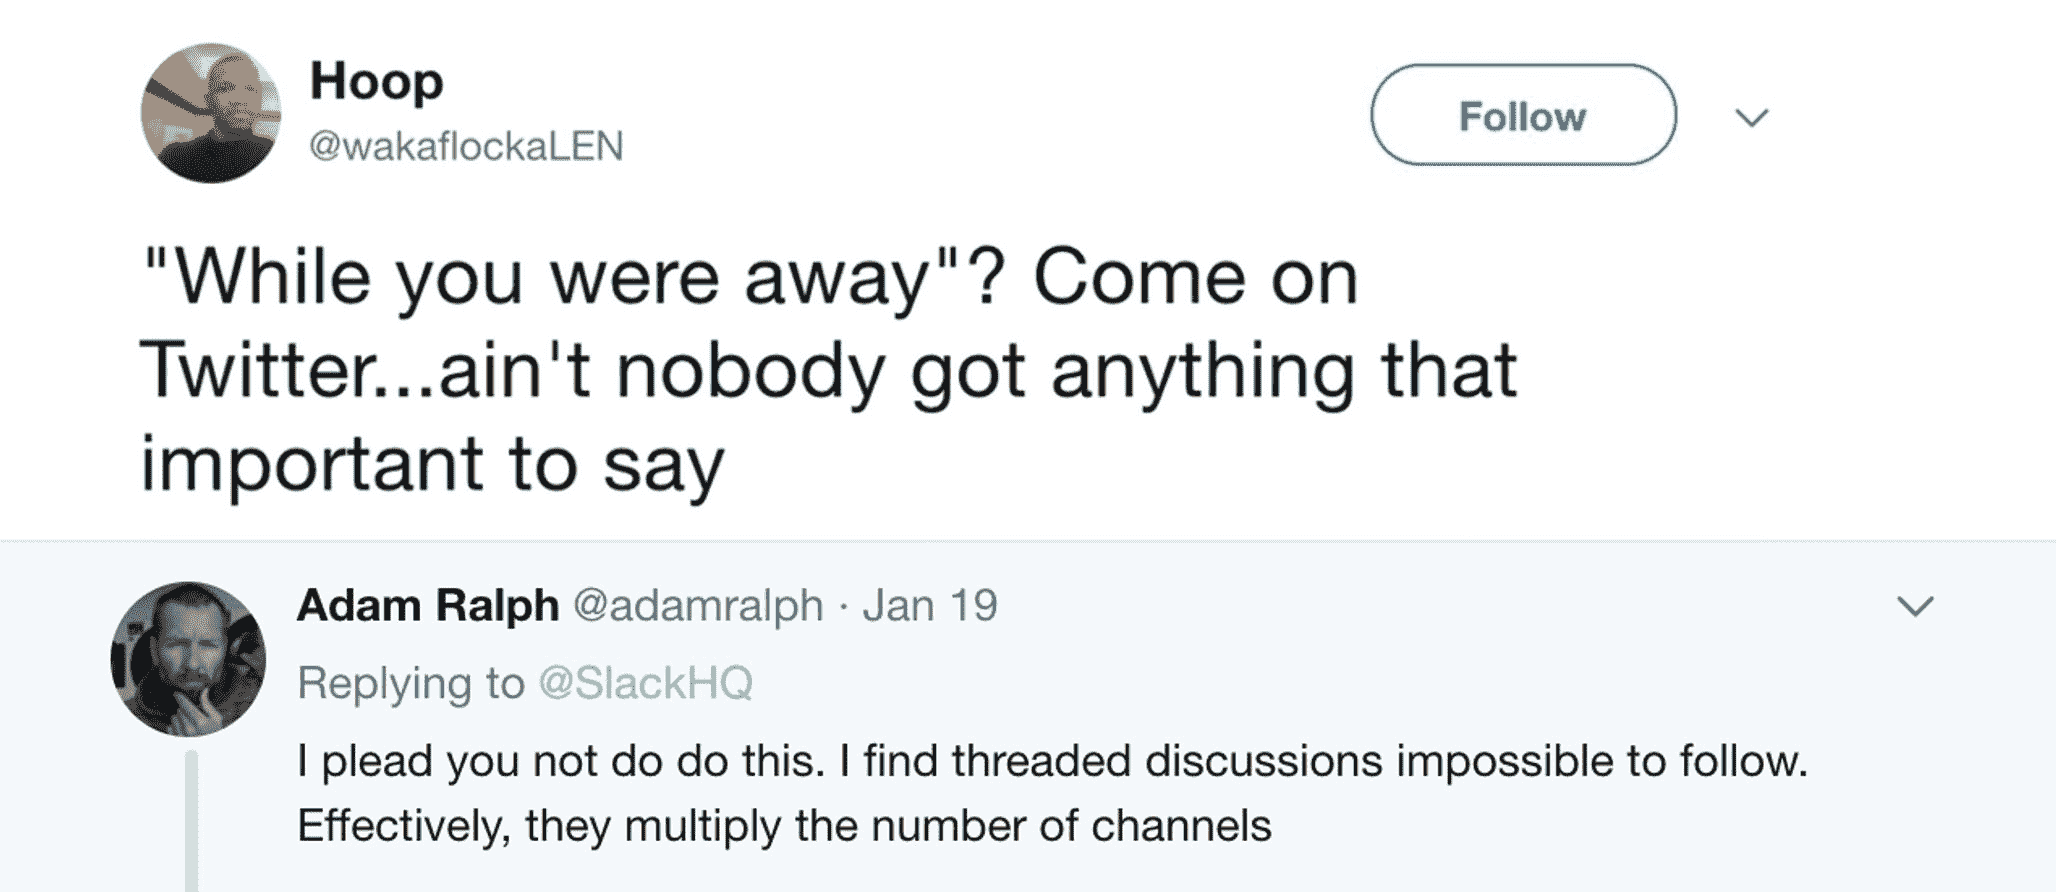 Hoop
@wakaflockaLEN
Follow
"While you were away"? Come on
Twitter...ain't nobody got anything that
important to say
Adam Ralph @adamralph · Jan 19
Replying to @SlackHQ
I plead you not do do this. I find threaded discussions impossible to follow.
Effectively, they multiply the number of channels